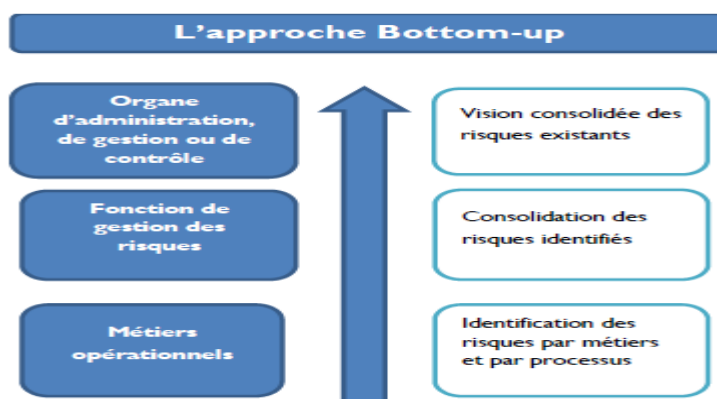 L'approche Bottom-up
Organe
d'administration,
de gestion ou de
contrôle
Vision consolidée des
risques existants
Fonction de
gestion des
risques
Consolidation des
risques identifiés
Métiers
opérationnels
Identification des
risques par métiers
et par processus